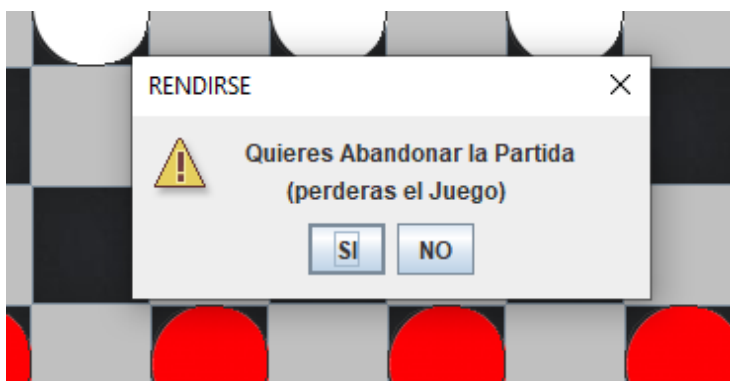 RENDIRSE
Quieres Abandonar la Partida
(perderas el Juego)
SI
NO